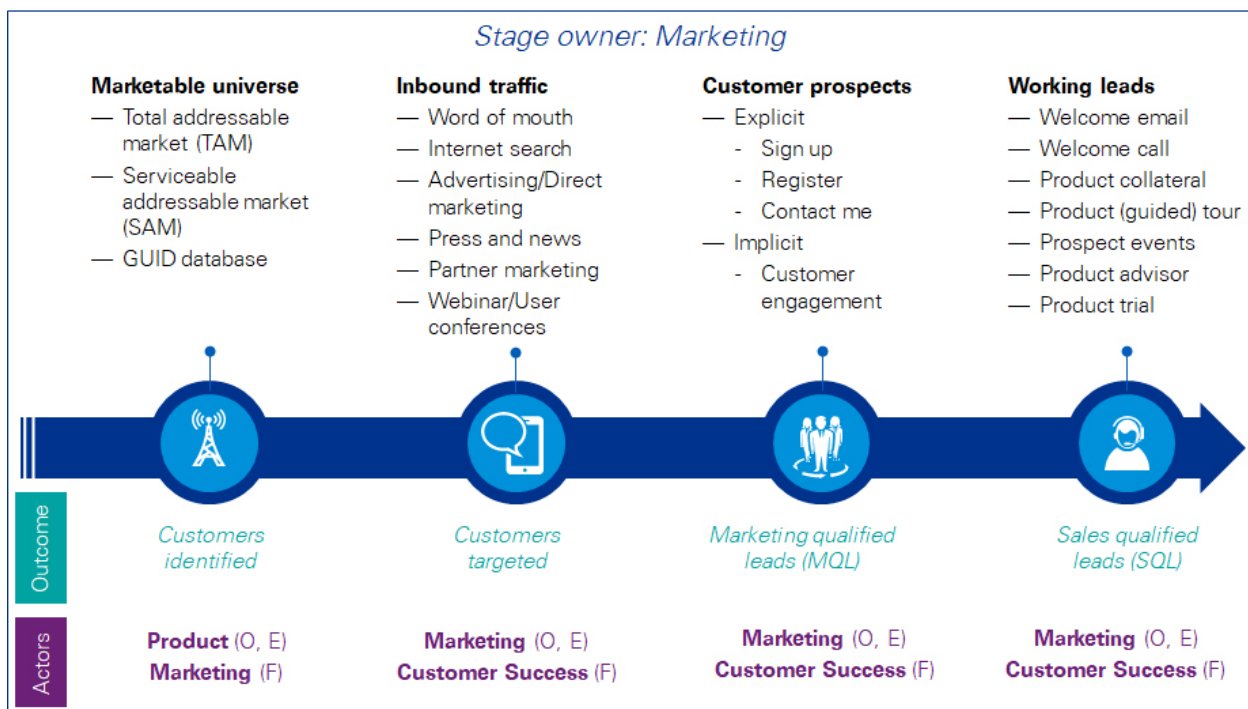 Stage owner: Marketing
Marketable universe
— Total addressable
market (TAM)
— Serviceable
addressable market
(SAM)
— GUID database
Inbound traffic
— Word of mouth
— Internet search
— Advertising/Direct
marketing
— Press and news
— Partner marketing
— Webinar/User
conferences
Customer prospects
— Explicit
- Sign up
- Register
- Contact me
— Implicit
- Customer
engagement
Working leads
— Welcome email
— Welcome call
— Product collateral
— Product (guided) tour
— Prospect events
— Product advisor
— Product trial
Outcome
Customers
identified
Customers
targeted
Marketing qualified
leads (MQL)
Sales qualified
leads (SQL)
Actors
Product (O, E)
Marketing (F)
Marketing (O, E)
Customer Success (F)
Marketing (O, E)
Customer Success (F)
Marketing (O, E)
Customer Success (F)